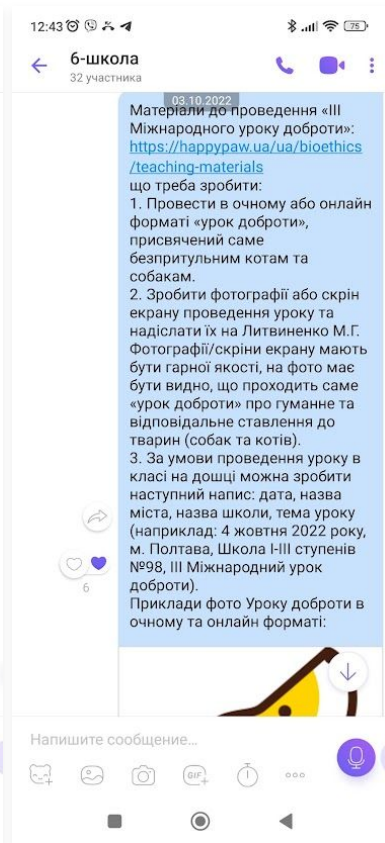 12:43
75
6-школа
32 участника
03.10.2022
Матеріали до проведення «ІІІ
Міжнародного уроку доброти»:
https://happypaw.ua/ua/bioethics
/teaching-materials
що треба зробити:
1. Провести в очному або онлайн
форматі «урок доброти»,
присвячений саме
безпритульним котам та
собакам.
2. Зробити фотографії або скрін
екрану проведення уроку та
надіслати їх на Литвиненко М.Г.
Фотографії/скріни екрану мають
бути гарної якості, на фото має
бути видно, що проходить саме
«урок доброти» про гуманне та
відповідальне ставлення до
тварин (собак та котів).
3. За умови проведення уроку в
класі на дошці можна зробити
наступний напис: дата, назва
міста, назва школи, тема уроку
(наприклад: 4 жовтня 2022 року,
м. Полтава, Школа І-ІІІ ступенів
№98, ІІІ Міжнародний урок
доброти).
Приклади фото Уроку доброти в
очному та онлайн форматі:
6
Напишите сообщение...
GIF